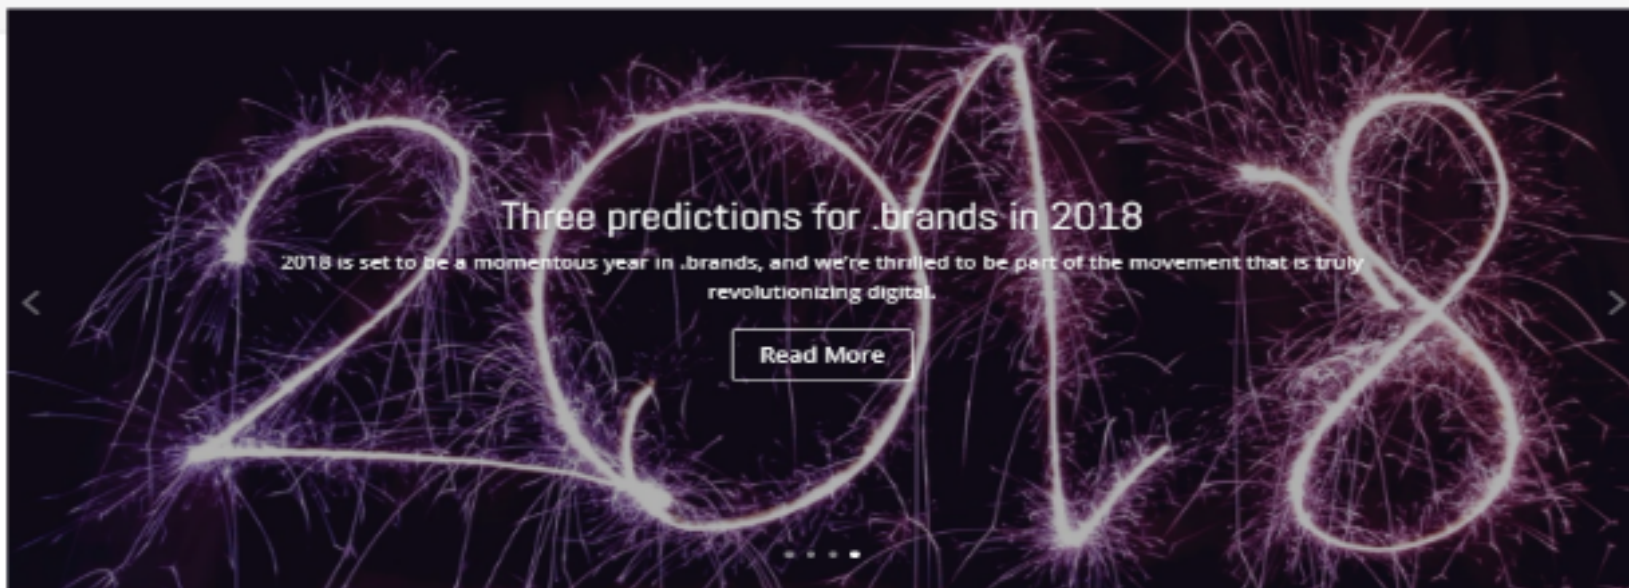 2018
Three predictions for .brands in 2018
2018 is set to be a momentous year in .brands, and we're thrilled to be part of the movement that is truly
revolutionizing digital.
Read More